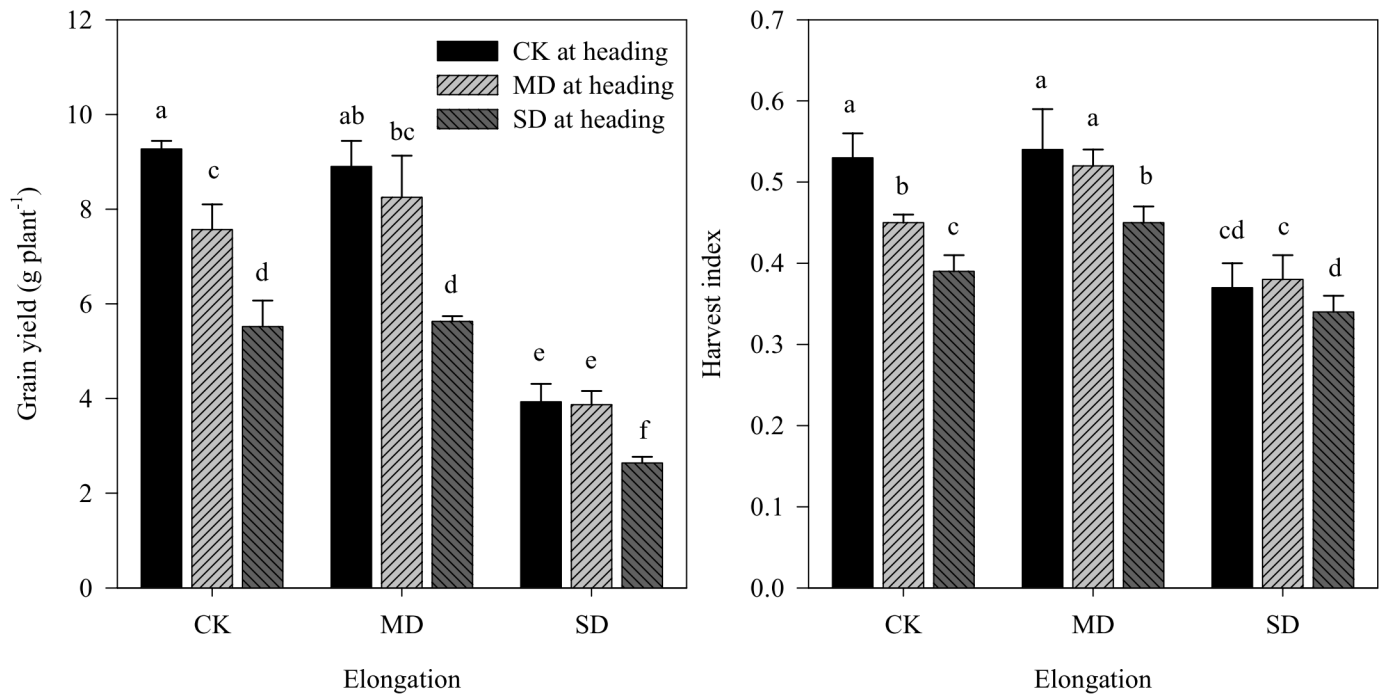 Grain yield (g plant⁻¹)
12
10
8
6
4
2
0
CK at heading
MD at heading
SD at heading
a
c
d
ab
bc
d
e
e
f
CK MD SD
Elongation
Harvest index
0.7
0.6
0.5
0.4
0.3
0.2
0.1
0.0
a
b
c
a
a
b
cd
c
d
CK MD SD
Elongation